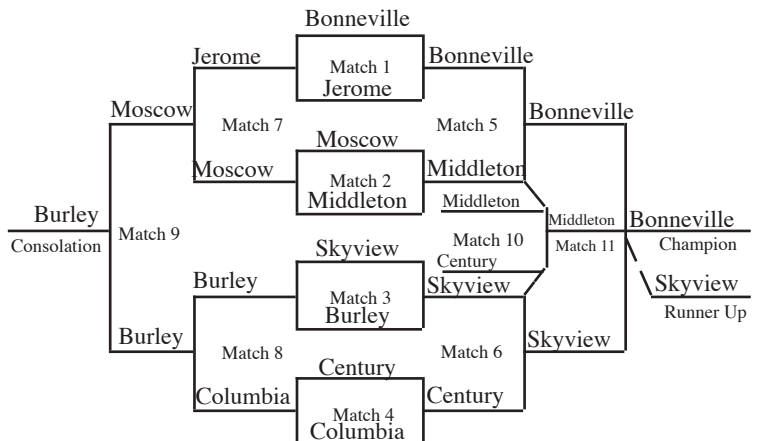 Bonneville
Jerome Match 1 Bonneville
Jerome
Moscow Match 7 Match 5 Bonneville
Moscow
Moscow Match 2 Middleton
Middleton
Middleton
Burley Match 9 Middleton Bonneville
Consolation Match 10 Match 11 Champion
Skyview Century
Burley Match 3 Skyview Skyview
Burley Runner Up
Burley Match 8 Match 6 Skyview
Century
Columbia Match 4 Century
Columbia